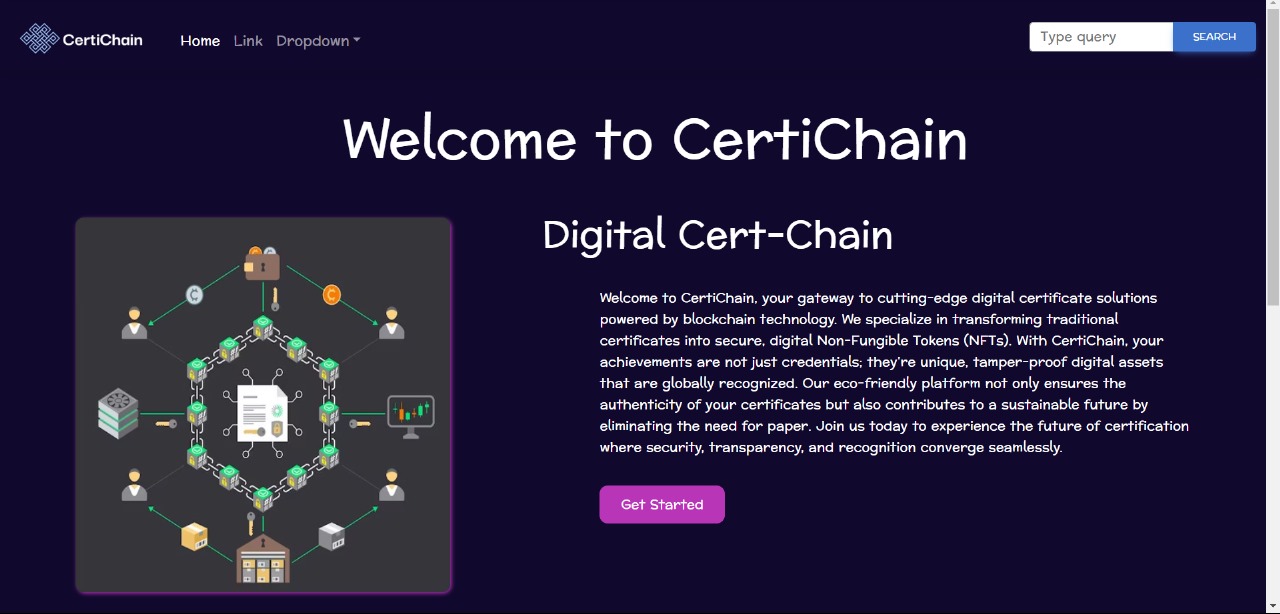 CertiChain
Home Link Dropdown
Type query
SEARCH
Welcome to CertiChain
Digital Cert-Chain
Welcome to CertiChain, your gateway to cutting-edge digital certificate solutions
powered by blockchain technology. We specialize in transforming traditional
certificates into secure, digital Non-Fungible Tokens (NFTs). With CertiChain, your
achievements are not just credentials; they're unique, tamper-proof digital assets
that are globally recognized. Our eco-friendly platform not only ensures the
authenticity of your certificates but also contributes to a sustainable future by
eliminating the need for paper. Join us today to experience the future of certification
where security, transparency, and recognition converge seamlessly.
Get Started